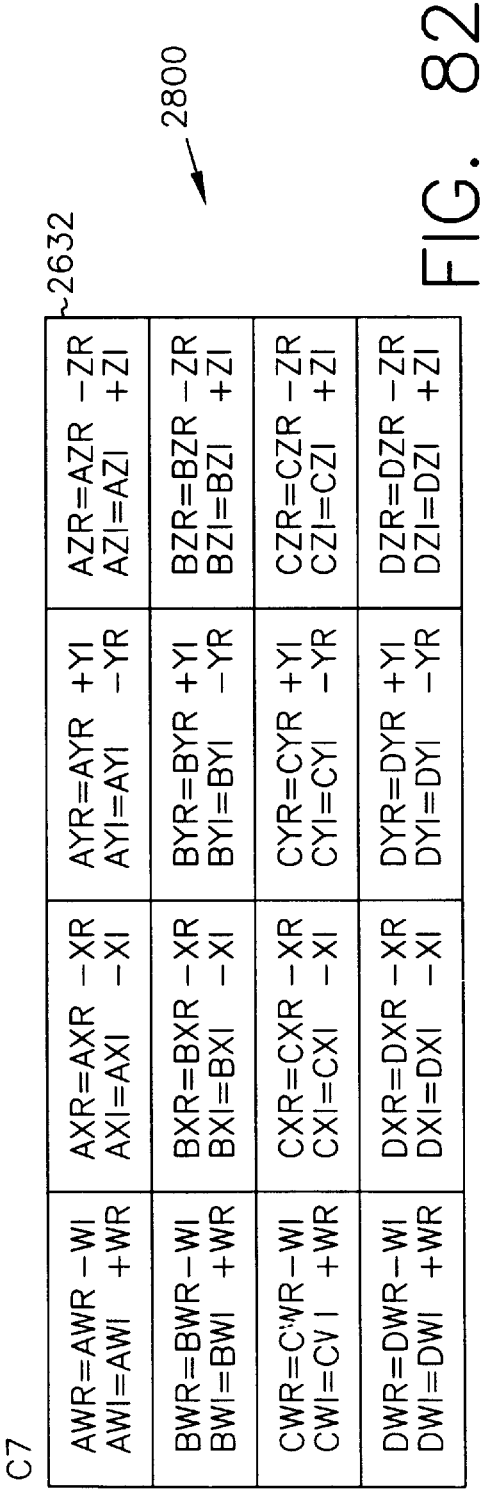 C7
2632
AWR=AWR−WI AXR=AXR −XR AYR=AYR +YI AZR=AZR −ZR
AWI=AWI +WR AXI=AXI −XI AYI=AYI −YR AZI=AZI +ZI
BWR=BWR−WI BXR=BXR −XR BYR=BYR +YI BZR=BZR −ZR
BWI=BWI +WR BXI=BXI −XI BYI=BYI −YR BZI=BZI +ZI
CWR=CWR−WI CXR=CXR −XR CYR=CYR +YI CZR=CZR −ZR
CWI=CWI +WR CXI=CXI −XI CYI=CYI −YR CZI=CZI +ZI
DWR=DWR−WI DXR=DXR −XR DYR=DYR +YI DZR=DZR −ZR
DWI=DWI +WR DXI=DXI −XI DYI=DYI −YR DZI=DZI +ZI
2800
FIG. 82